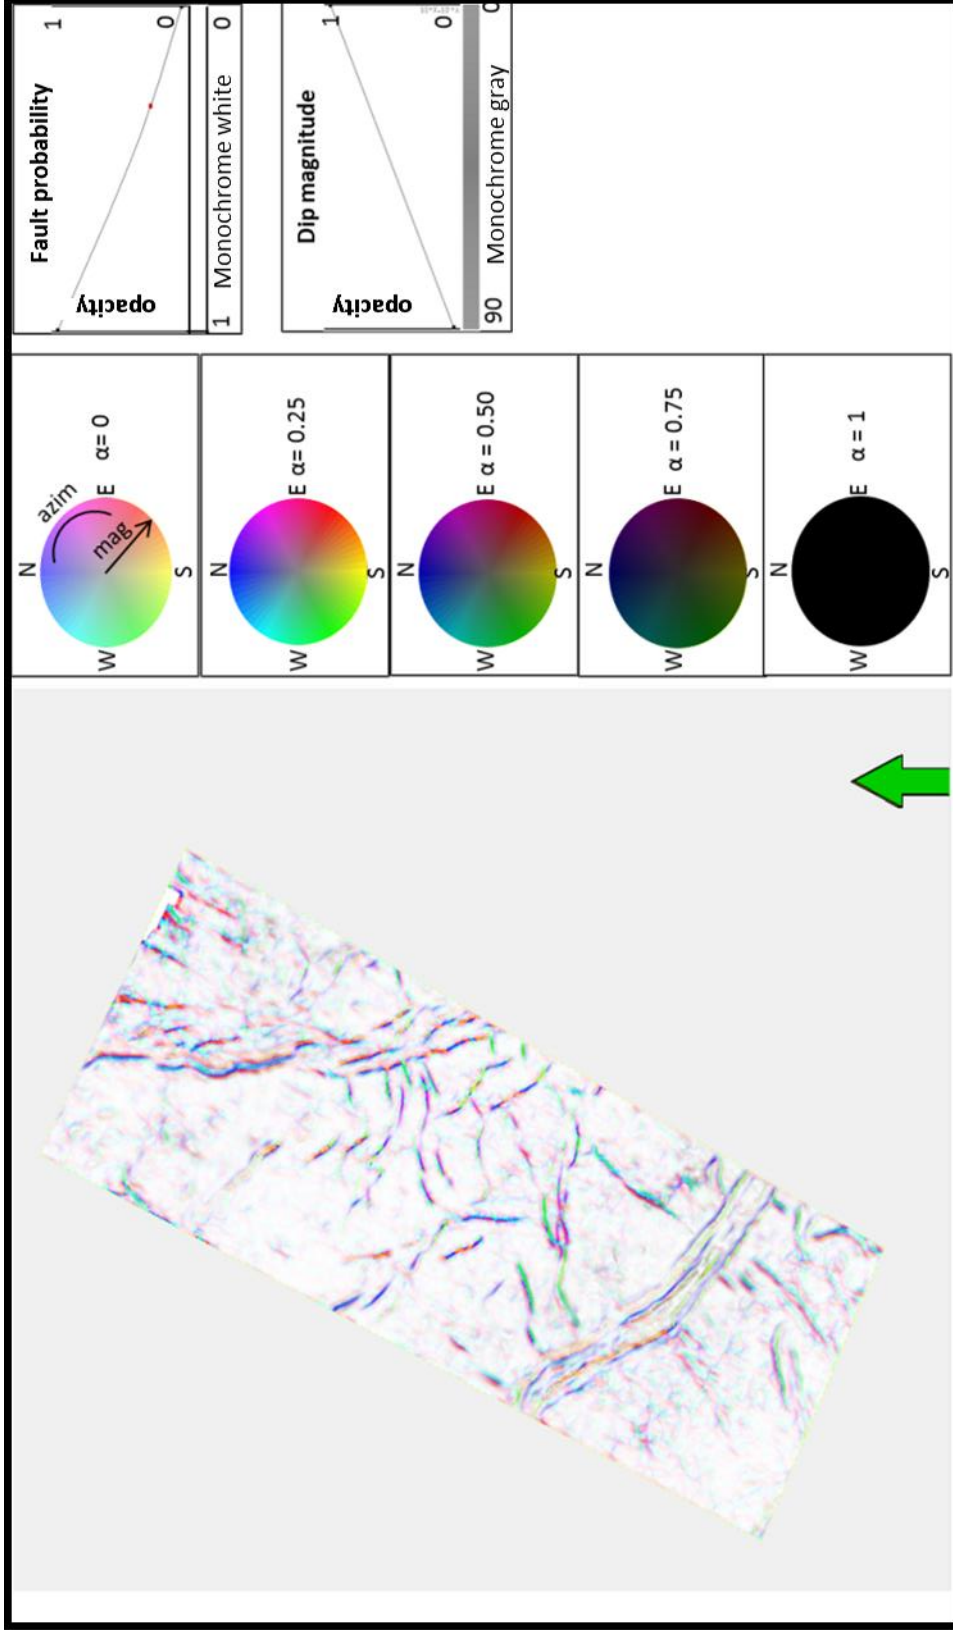 Fault probability
1
0
opacity
1 Monochrome white 0
Dip magnitude
1
0
opacity
90 Monochrome gray 0
N
azim
mag
W
E
S
α= 0
N
W
E
S
α= 0.25
N
W
E
S
α = 0.50
N
W
E
S
α = 0.75
N
W
E
S
α = 1